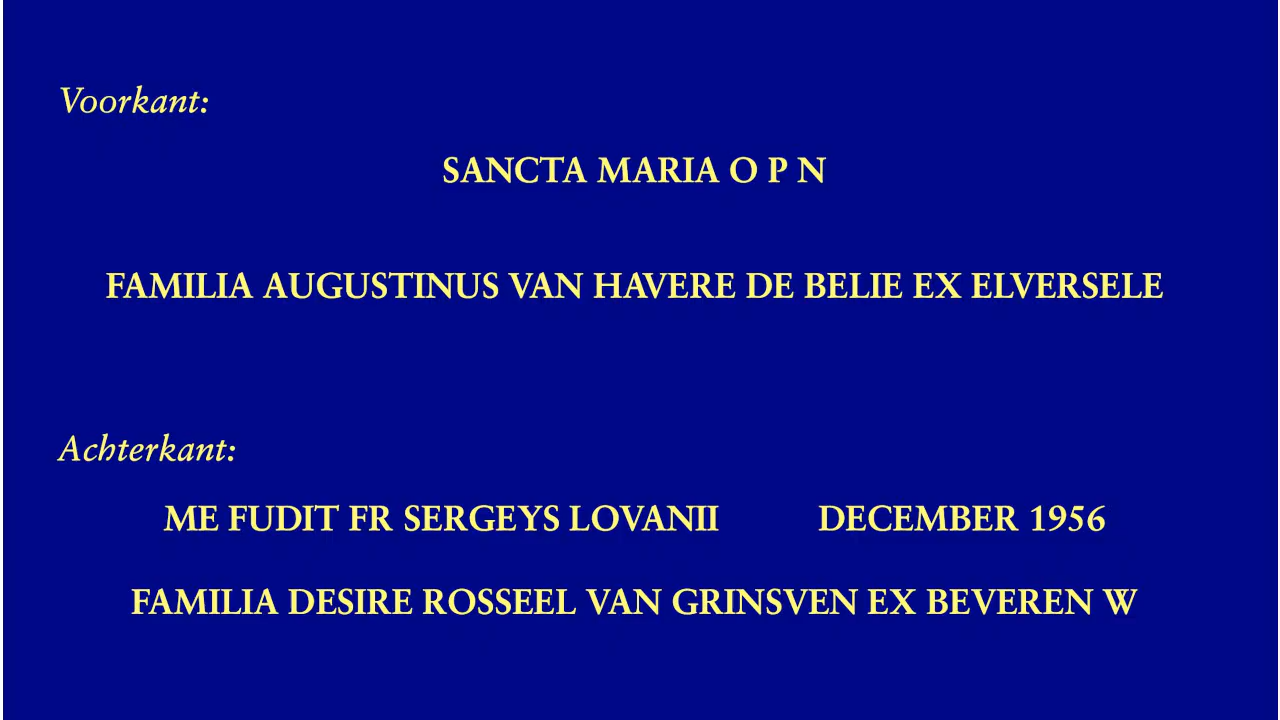 Voorkant:
SANCTA MARIA O P N
FAMILIA AUGUSTINUS VAN HAVERE DE BELIE EX ELVERSELE
Achterkant:
ME FUDIT FR SERGEYS LOVANII DECEMBER 1956
FAMILIA DESIRE ROSSEEL VAN GRINSVEN EX BEVEREN W